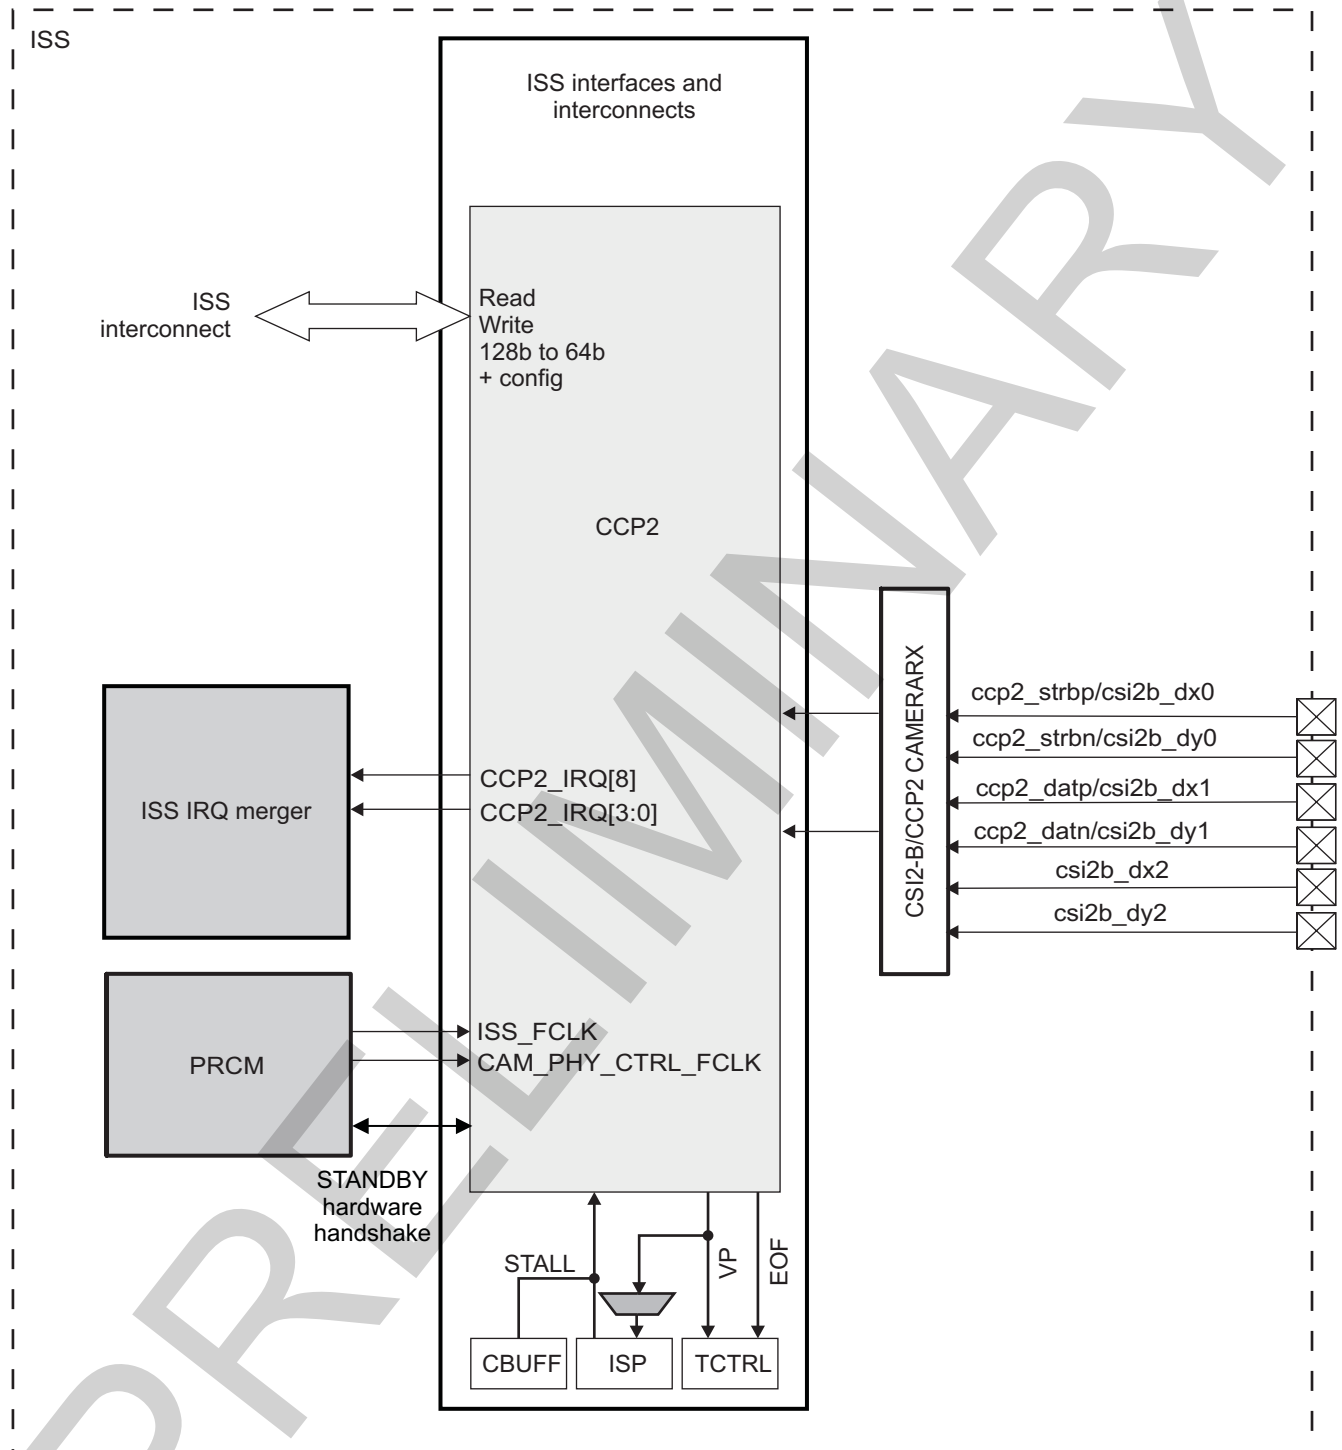 ISS
ISS interfaces and
interconnects
ISS
interconnect
Read
Write
128b to 64b
+ config
CCP2
CSI2-B/CCP2 CAMERARX
ccp2_strbp/csi2b_dx0
ccp2_strbn/csi2b_dy0
ccp2_datp/csi2b_dx1
ccp2_datn/csi2b_dy1
csi2b_dx2
csi2b_dy2
ISS IRQ merger
CCP2_IRQ[8]
CCP2_IRQ[3:0]
PRCM
ISS_FCLK
CAM_PHY_CTRL_FCLK
STANDBY
hardware
handshake
STALL
VP
EOF
CBUFF
ISP
TCTRL
PRELIMINARY